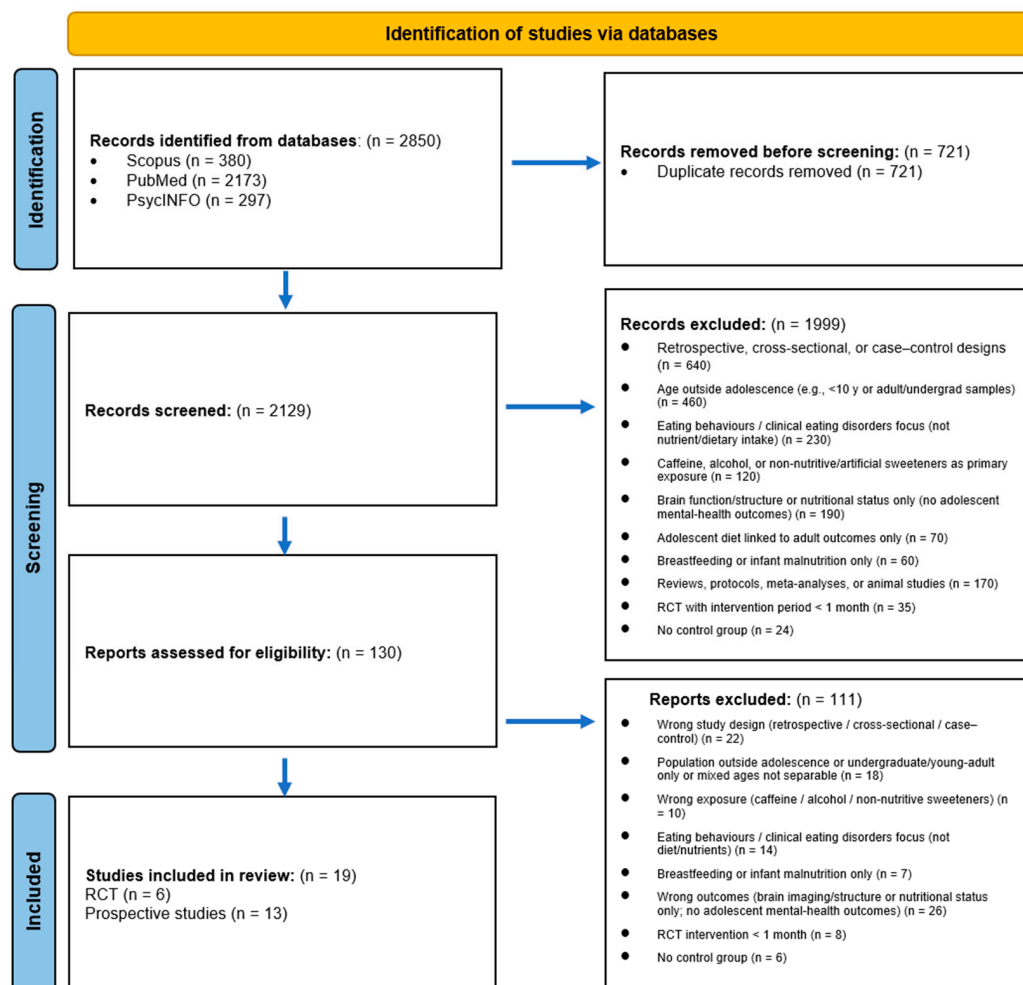 Identification of studies via databases
Identification
Records identified from databases: (n = 2850)
• Scopus (n = 380)
• PubMed (n = 2173)
• PsycINFO (n = 297)
Records removed before screening: (n = 721)
• Duplicate records removed (n = 721)
Screening
Records screened: (n = 2129)
Records excluded: (n = 1999)
• Retrospective, cross-sectional, or case–control designs
(n = 640)
• Age outside adolescence (e.g., <10 y or adult/undergrad samples)
(n = 460)
• Eating behaviours / clinical eating disorders focus (not
nutrient/dietary intake) (n = 230)
• Caffeine, alcohol, or non-nutritive/artificial sweeteners as primary
exposure (n = 120)
• Brain function/structure or nutritional status only (no adolescent
mental-health outcomes) (n = 190)
• Adolescent diet linked to adult outcomes only (n = 70)
• Breastfeeding or infant malnutrition only (n = 60)
• Reviews, protocols, meta-analyses, or animal studies (n = 170)
• RCT with intervention period < 1 month (n = 35)
• No control group (n = 24)
Reports assessed for eligibility: (n = 130)
Reports excluded: (n = 111)
• Wrong study design (retrospective / cross-sectional / case–
control) (n = 22)
• Population outside adolescence or undergraduate/young-adult
only or mixed ages not separable (n = 18)
• Wrong exposure (caffeine / alcohol / non-nutritive sweeteners) (n
= 10)
• Eating behaviours / clinical eating disorders focus (not
diet/nutrients) (n = 14)
• Breastfeeding or infant malnutrition only (n = 7)
• Wrong outcomes (brain imaging/structure or nutritional status
only; no adolescent mental-health outcomes) (n = 26)
• RCT intervention < 1 month (n = 8)
• No control group (n = 6)
Included
Studies included in review: (n = 19)
RCT (n = 6)
Prospective studies (n = 13)